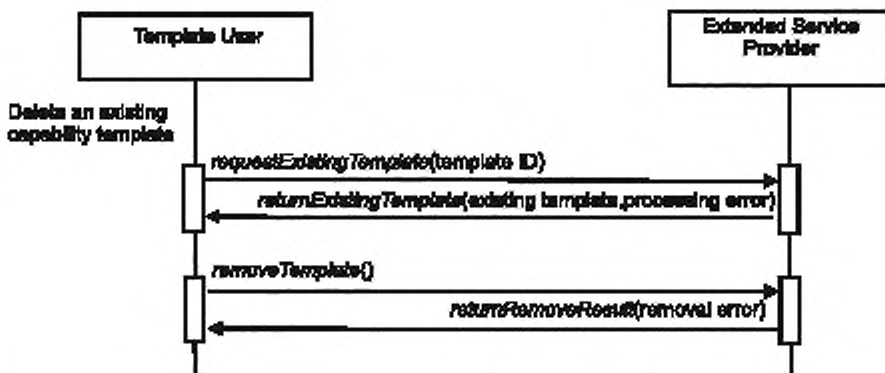 Template User
Extended Service
Provider
Delete an existing
capability template
requestExistingTemplate(template ID)
returnExistingTemplate(existing template,processing error)
removeTemplate()
returnRemoveResult(removal error)